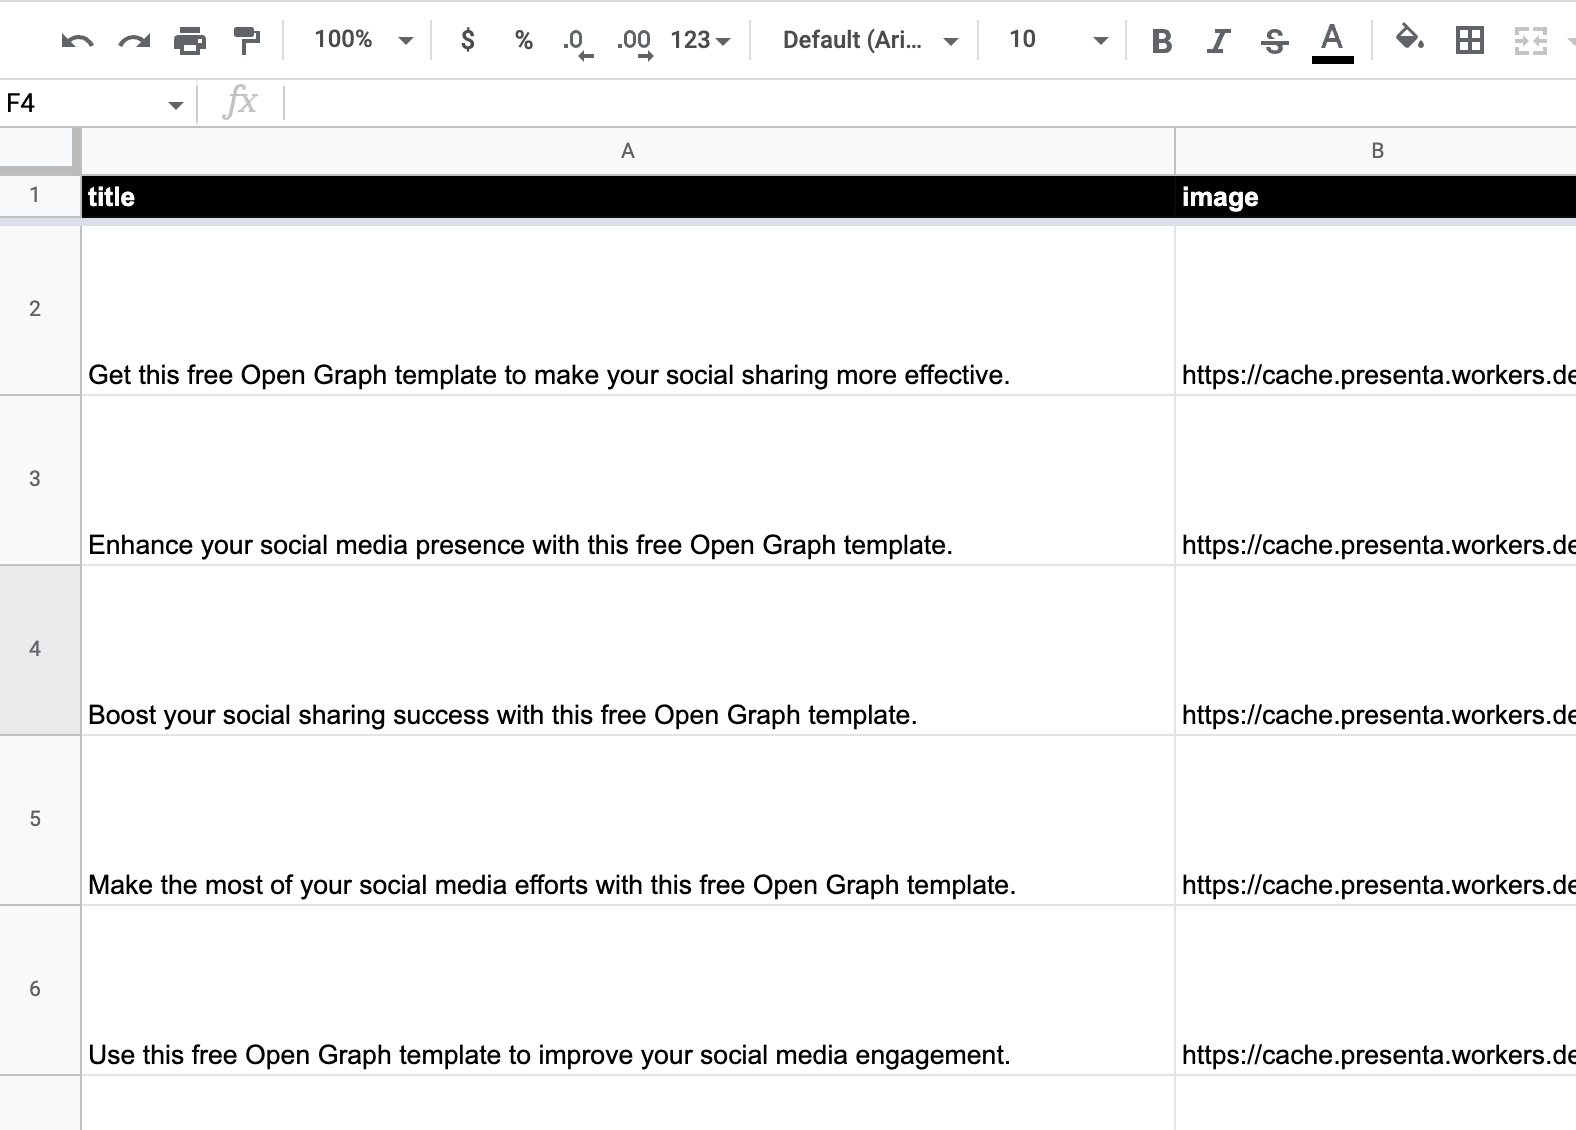 100% $ % .0 .00 123 Default (Ari... 10 B I S A
F4 fx
A B
1 title image
2 Get this free Open Graph template to make your social sharing more effective. https://cache.presenta.workers.de
3 Enhance your social media presence with this free Open Graph template. https://cache.presenta.workers.de
4 Boost your social sharing success with this free Open Graph template. https://cache.presenta.workers.de
5 Make the most of your social media efforts with this free Open Graph template. https://cache.presenta.workers.de
6 Use this free Open Graph template to improve your social media engagement. https://cache.presenta.workers.de